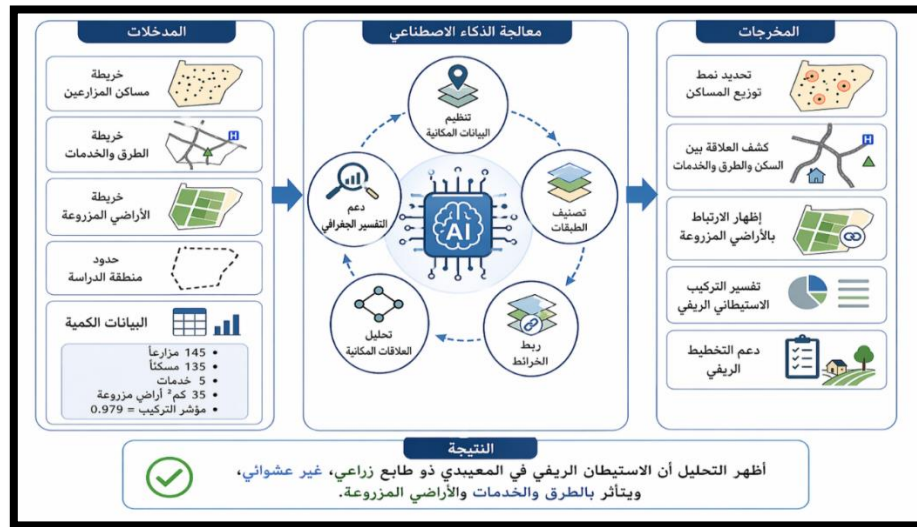 المدخلات
خريطة
مساكن المزارعين
خريطة
الطرق والخدمات
H
خريطة
الأراضي المزروعة
حدود
منطقة الدراسة
البيانات الكمية
• 145 مزارعاً
• 135 مسكناً
• 5 خدمات
• 35 كم² أراضي مزروعة
• مؤشر التركيب = 0.979
معالجة الذكاء الاصطناعي
تنظيم
البيانات المكانية
تصنيف
الطبقات
ربط
الخرائط
تحليل
العلاقات المكانية
دعم
التفسير الجغرافي
AI
المخرجات
تحديد نمط
توزيع المساكن
كشف العلاقة بين
السكن والطرق والخدمات
H
إظهار الارتباط
بالأراضي المزروعة
تفسير التركيب
الاستيطاني الريفي
دعم التخطيط
الريفي
النتيجة
أظهر التحليل أن الاستيطان الريفي في المعيبدي ذو طابع زراعي، غير عشوائي،
ويتأثر بالطرق والخدمات والأراضي المزروعة.